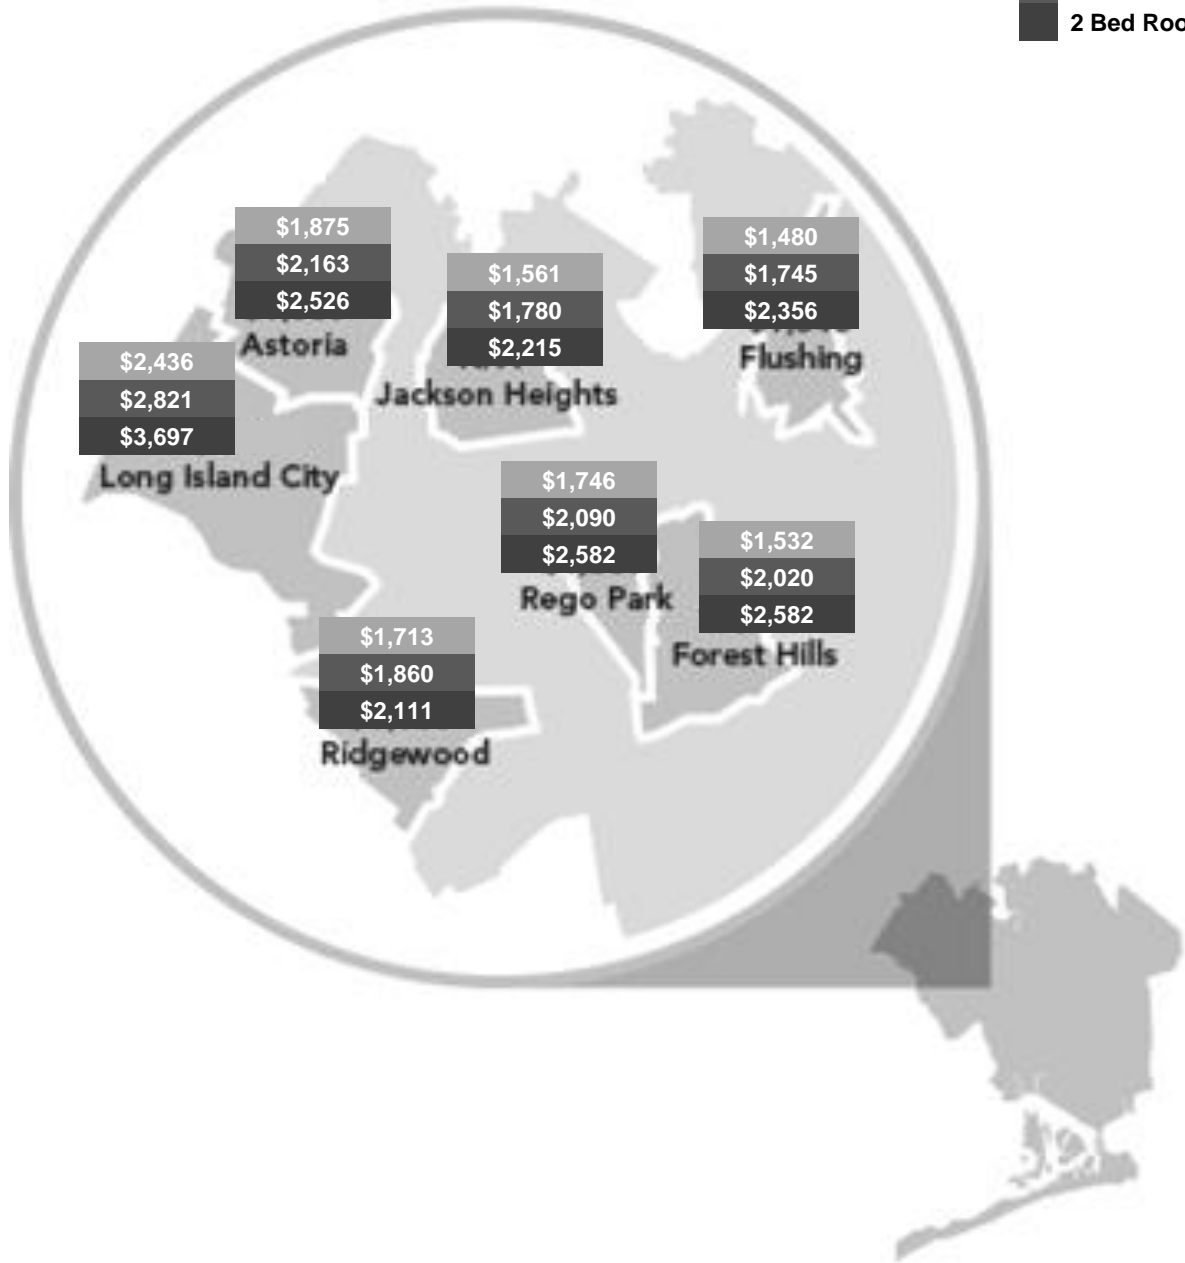 2 Bed Roo
$1,875
$2,163
$2,526
Astoria
$1,480
$1,745
$2,356
Flushing
$1,561
$1,780
$2,215
Jackson Heights
$2,436
$2,821
$3,697
Long Island City
$1,746
$2,090
$2,582
Rego Park
$1,532
$2,020
$2,582
Forest Hills
$1,713
$1,860
$2,111
Ridgewood